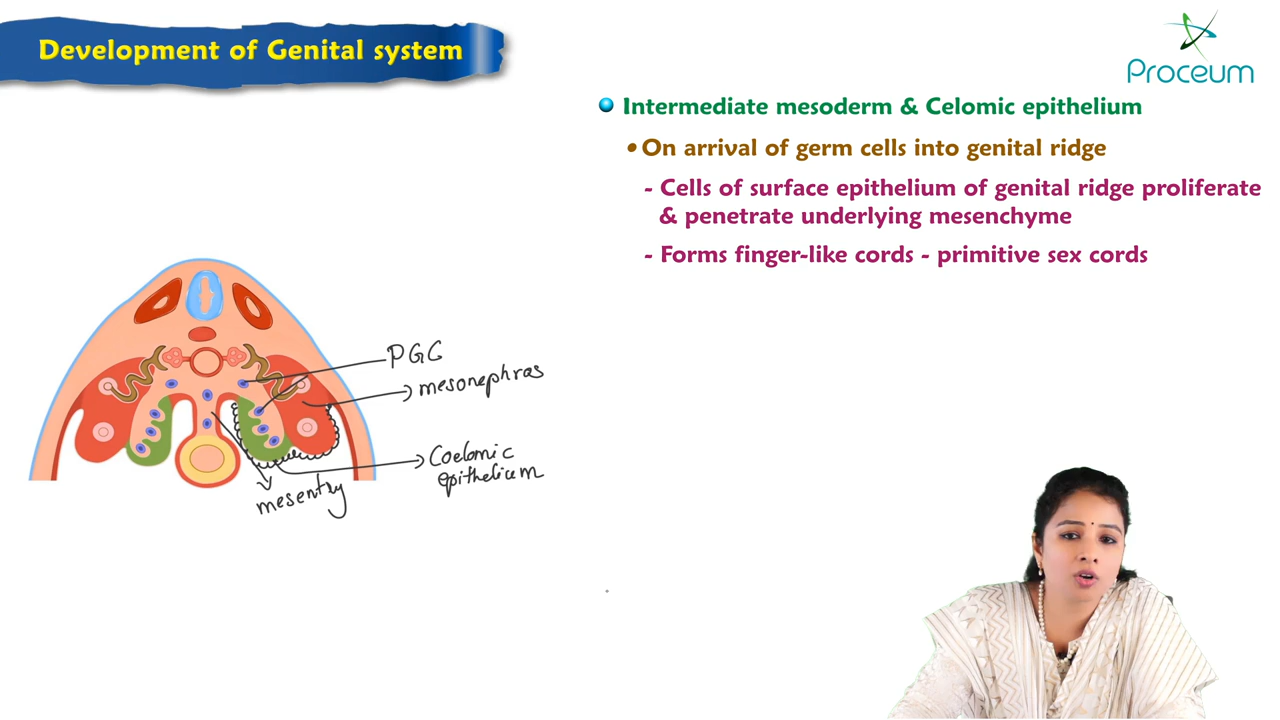 Development of Genital system
Proceum
Intermediate mesoderm & Celomic epithelium
• On arrival of germ cells into genital ridge
- Cells of surface epithelium of genital ridge proliferate
& penetrate underlying mesenchyme
- Forms finger-like cords - primitive sex cords
PGC
mesonephras
Coelomic
epithelium
mesentry